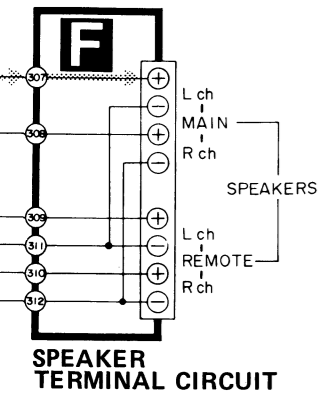 F
307
+
L ch
−
MAIN
308
+
R ch
−
SPEAKERS
309
+
L ch
311
−
REMOTE
310
+
R ch
312
−
SPEAKER
TERMINAL CIRCUIT